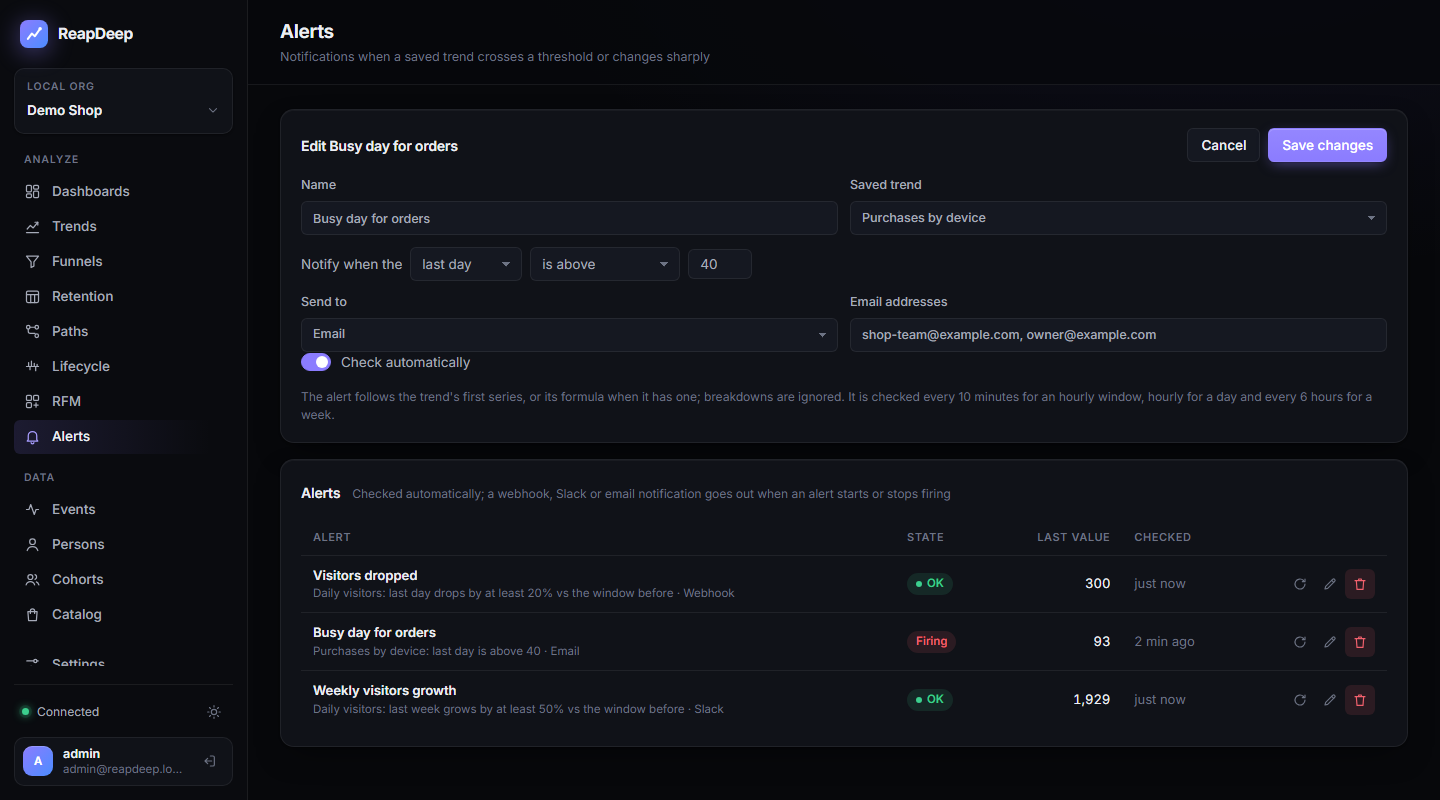 ReapDeep
LOCAL ORG
Demo Shop
ANALYZE
Dashboards
Trends
Funnels
Retention
Paths
Lifecycle
RFM
Alerts
DATA
Events
Persons
Cohorts
Catalog
Settings
Connected
A
admin
admin@reapdeep.lo...
Alerts
Notifications when a saved trend crosses a threshold or changes sharply
Edit Busy day for orders
Cancel
Save changes
Name
Saved trend
Busy day for orders
Purchases by device
Notify when the last day is above 40
Send to
Email addresses
Email
shop-team@example.com, owner@example.com
Check automatically
The alert follows the trend's first series, or its formula when it has one; breakdowns are ignored. It is checked every 10 minutes for an hourly window, hourly for a day and every 6 hours for a
week.
Alerts Checked automatically; a webhook, Slack or email notification goes out when an alert starts or stops firing
ALERT STATE LAST VALUE CHECKED
Visitors dropped
Daily visitors: last day drops by at least 20% vs the window before · Webhook
OK 300 just now
Busy day for orders
Purchases by device: last day is above 40 · Email
Firing 93 2 min ago
Weekly visitors growth
Daily visitors: last week grows by at least 50% vs the window before · Slack
OK 1,929 just now